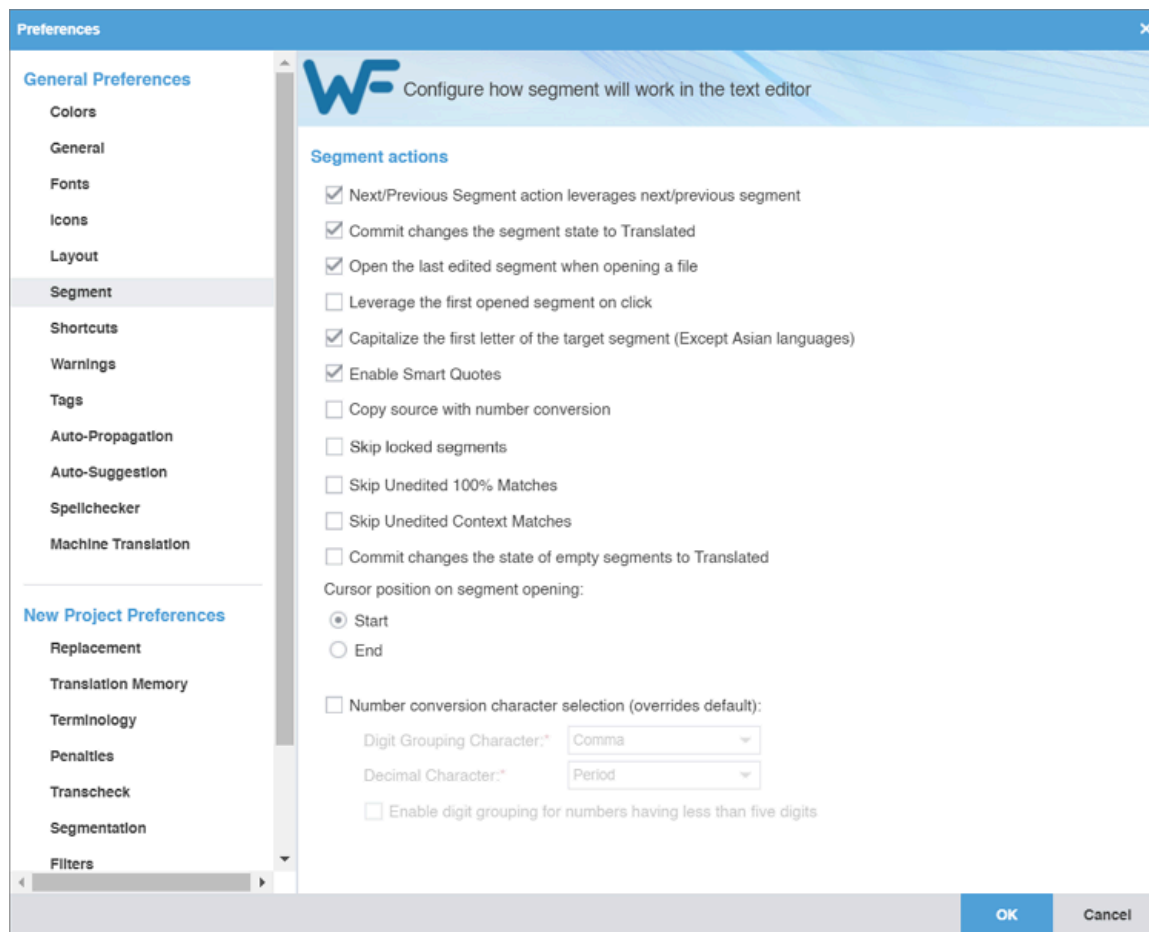 Preferences
General Preferences
Colors
General
Fonts
Icons
Layout
Segment
Shortcuts
Warnings
Tags
Auto-Propagation
Auto-Suggestion
Spellchecker
Machine Translation
New Project Preferences
Replacement
Translation Memory
Terminology
Penalties
Transcheck
Segmentation
Filters
WF Configure how segment will work in the text editor
Segment actions
Next/Previous Segment action leverages next/previous segment
Commit changes the segment state to Translated
Open the last edited segment when opening a file
Leverage the first opened segment on click
Capitalize the first letter of the target segment (Except Asian languages)
Enable Smart Quotes
Copy source with number conversion
Skip locked segments
Skip Unedited 100% Matches
Skip Unedited Context Matches
Commit changes the state of empty segments to Translated
Cursor position on segment opening:
Start
End
Number conversion character selection (overrides default):
Digit Grouping Character:* Comma
Decimal Character:* Period
Enable digit grouping for numbers having less than five digits
OK Cancel